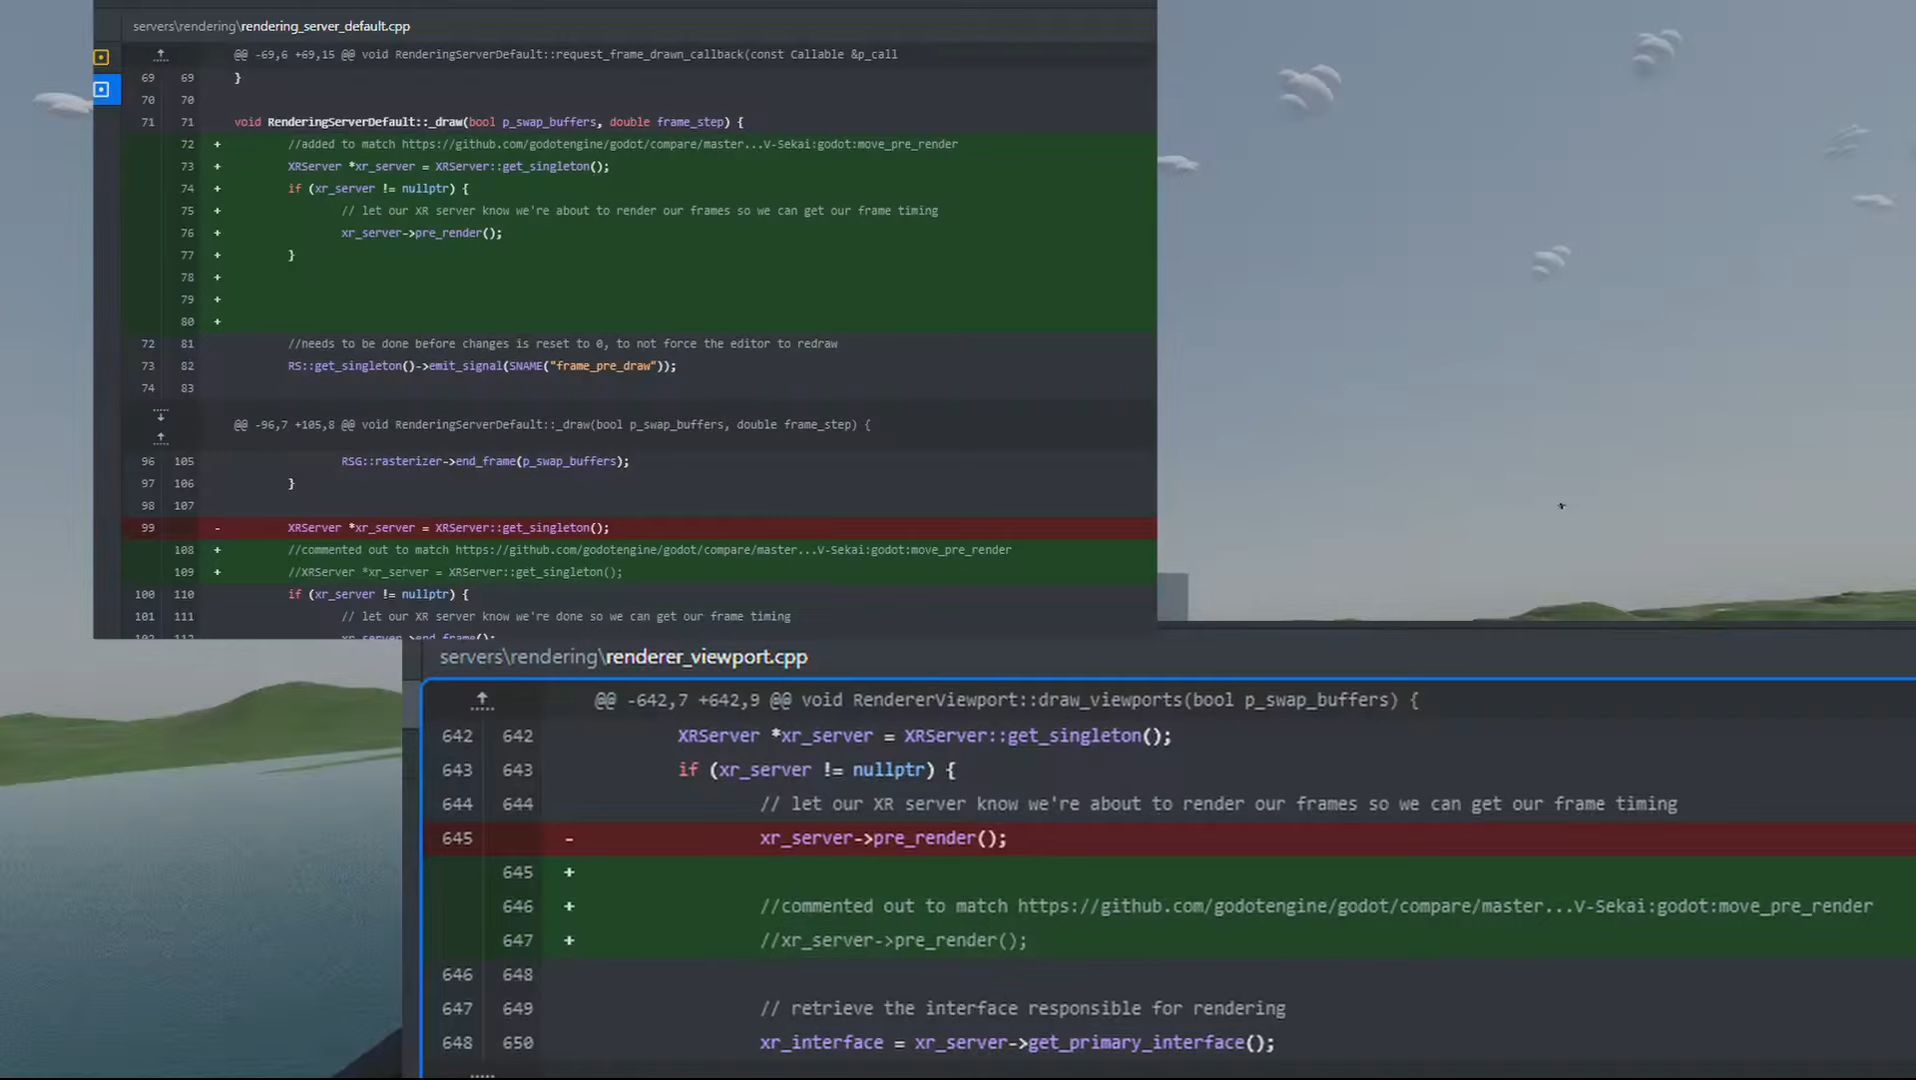 servers\rendering\rendering_server_default.cpp
@@ -69,6 +69,15 @@ void RenderingServerDefault::request_frame_drawn_callback(const Callable &p_call
69 69 }
70 70
71 71 void RenderingServerDefault::_draw(bool p_swap_buffers, double frame_step) {
72 + //added to match https://github.com/godotengine/godot/compare/master...V-Sekai:godot:move_pre_render
73 + XRServer *xr_server = XRServer::get_singleton();
74 + if (xr_server != nullptr) {
75 + // let our XR server know we're about to render our frames so we can get our frame timing
76 + xr_server->pre_render();
77 + }
78 +
79 +
80 +
72 81 //needs to be done before changes is reset to 0, to not force the editor to redraw
73 82 RS::get_singleton()->emit_signal(SNAME("frame_pre_draw"));
74 83
@@ -96,7 +105,8 @@ void RenderingServerDefault::_draw(bool p_swap_buffers, double frame_step) {
96 105 RSG::rasterizer->end_frame(p_swap_buffers);
97 106 }
98 107
99 - XRServer *xr_server = XRServer::get_singleton();
108 + //commented out to match https://github.com/godotengine/godot/compare/master...V-Sekai:godot:move_pre_render
109 + //XRServer *xr_server = XRServer::get_singleton();
100 110 if (xr_server != nullptr) {
101 111 // let our XR server know we're done so we can get our frame timing
102 112 xr_server->end_frame();
servers\rendering\renderer_viewport.cpp
@@ -642,7 +642,9 @@ void RendererViewport::draw_viewports(bool p_swap_buffers) {
642 642 XRServer *xr_server = XRServer::get_singleton();
643 643 if (xr_server != nullptr) {
644 644 // let our XR server know we're about to render our frames so we can get our frame timing
645 - xr_server->pre_render();
645 +
646 + //commented out to match https://github.com/godotengine/godot/compare/master...V-Sekai:godot:move_pre_render
647 + //xr_server->pre_render();
646 648
647 649 // retrieve the interface responsible for rendering
648 650 xr_interface = xr_server->get_primary_interface();